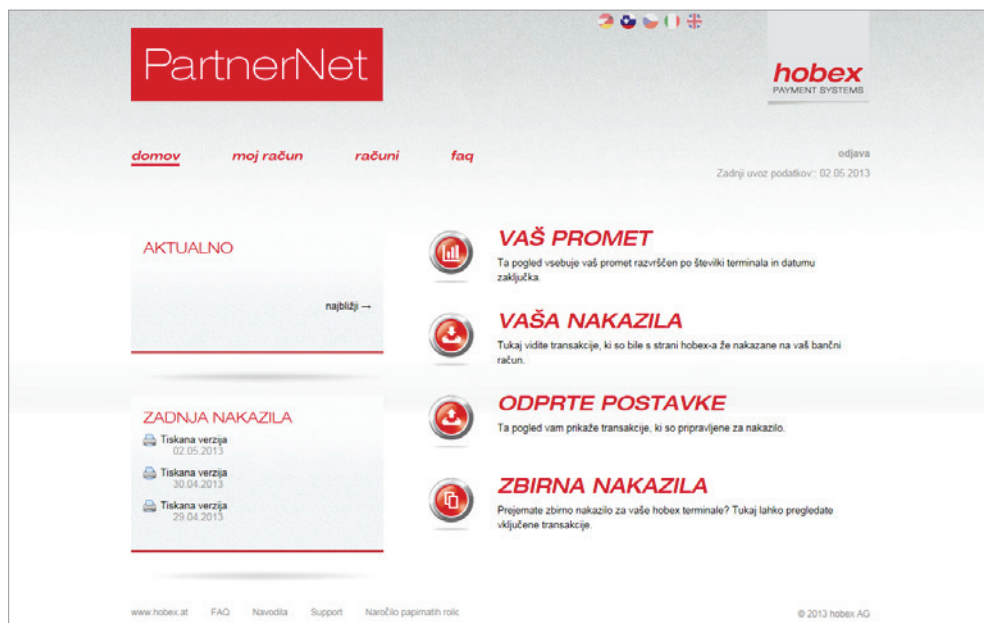 PartnerNet
hobex
PAYMENT SYSTEMS
domov moj račun računi faq
odjava
Zadnji uvoz podatkov:: 02.05.2013
AKTUALNO
najbližji →
ZADNJA NAKAZILA
Tiskana verzija
02.05.2013
Tiskana verzija
30.04.2013
Tiskana verzija
29.04.2013
VAŠ PROMET
Ta pogled vsebuje vaš promet razvrščen po številki terminala in datumu
zaključka.
VAŠA NAKAZILA
Tukaj vidite transakcije, ki so bile s strani hobex-a že nakazane na vaš bančni
račun.
ODPRTE POSTAVKE
Ta pogled vam prikaže transakcije, ki so pripravljene za nakazilo.
ZBIRNA NAKAZILA
Prejemate zbirno nakazilo za vaše hobex terminale? Tukaj lahko pregledate
vključene transakcije.
www.hobex.at FAQ Navodila Support Naročilo papirnatih rolic
© 2013 hobex AG